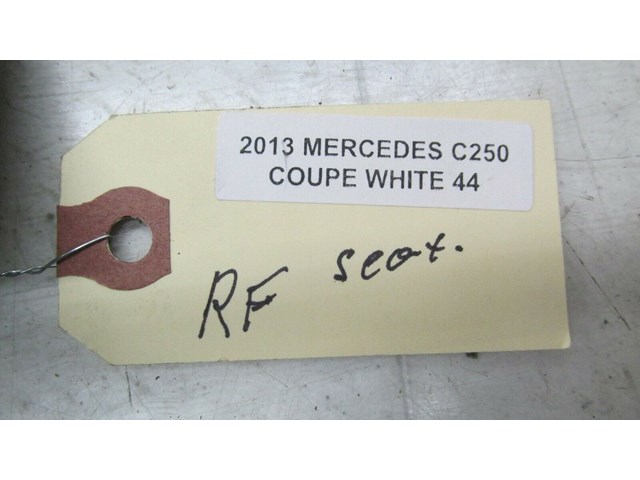 2013 MERCEDES C250
COUPE WHITE 44
RF seat.